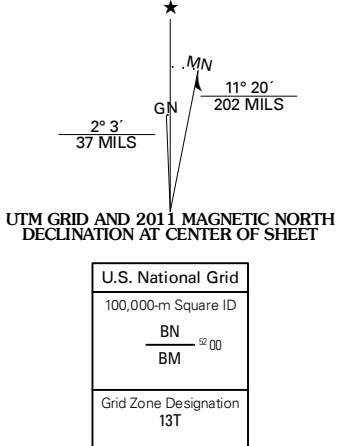 ★
MN
11° 20´
202 MILS
GN
2° 3´
37 MILS
UTM GRID AND 2011 MAGNETIC NORTH
DECLINATION AT CENTER OF SHEET
U.S. National Grid
100,000-m Square ID
BN
52 00
BM
Grid Zone Designation
13T